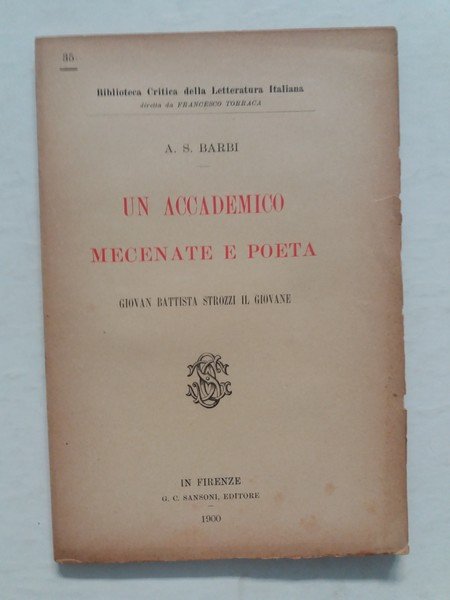 35
Biblioteca Critica della Letteratura Italiana
diretta da FRANCESCO TORRACA
A. S. BARBI
UN ACCADEMICO
MECENATE E POETA
GIOVAN BATTISTA STROZZI IL GIOVANE
IN FIRENZE
G. C. SANSONI, EDITORE
1900